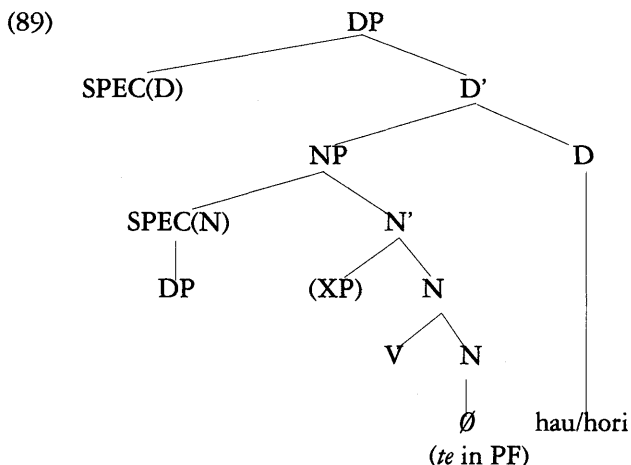 (89) DP
SPEC(D) D'
NP D
SPEC(N) N'
DP (XP) N
V N
Ø hau/hori
(te in PF)